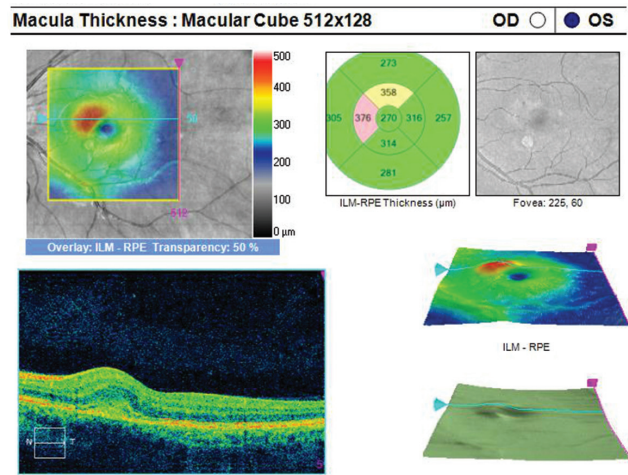 Macula Thickness : Macular Cube 512x128 OD OS
500
400
300
200
100
0 µm
50
512
Overlay: ILM - RPE Transparency: 50 %
273
358
305 376 270 316 257
314
281
ILM-RPE Thickness (µm)
Fovea: 225, 60
N T
ILM - RPE